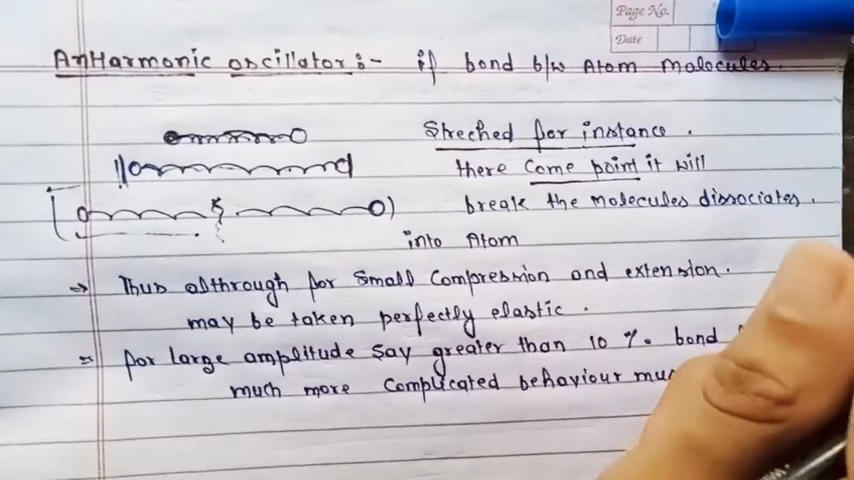 Page No.
Date
AnHarmonic oscillator :- if bond b/w Atom molecules.
Streched for instance.
there come point it will
break the molecules dissociates.
into Atom
⇒ Thus olthrough for small compression and extension.
may be taken perfectly elastic.
⇒ for large amplitude say greater than 10 %. bond
much more complicated behaviour